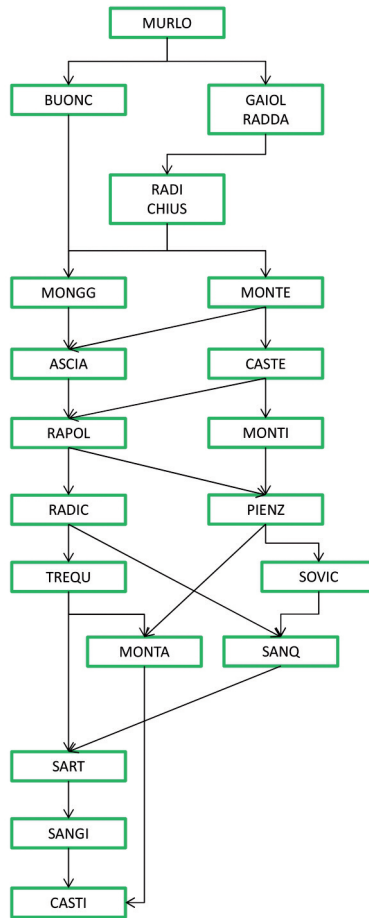 MURLO
BUONC
GAIOL
RADDA
RADI
CHIUS
MONGG
MONTE
ASCIA
CASTE
RAPOL
MONTI
RADIC
PIENZ
TREQU
SOVIC
MONTA
SANQ
SART
SANGI
CASTI